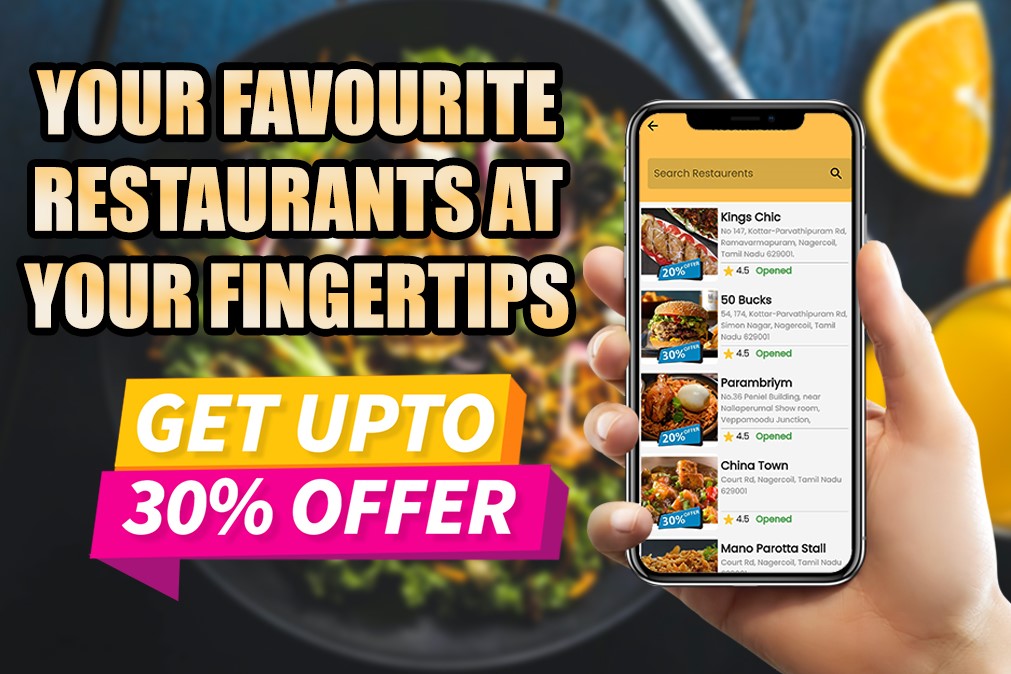 YOUR FAVOURITE
RESTAURANTS AT
YOUR FINGERTIPS
GET UPTO
30% OFFER
Search Restaurents
Kings Chic
No 147, Kottar-Parvathipuram Rd,
Ramavarmapuram, Nagercoil,
Tamil Nadu 629001.
20% OFFER
4.5 Opened
50 Bucks
54, 174, Kottar-Parvathipuram Rd,
Simon Nagar, Nagercoil, Tamil
Nadu 629001
30% OFFER
4.5 Opened
Parambriym
No.36 Peniel Building, near
Nallaperumal Show room,
Veppamoodu Junction,
20% OFFER
4.5 Opened
China Town
Court Rd, Nagercoil, Tamil Nadu
629001
30% OFFER
4.5 Opened
Mano Parotta Stall
Court Rd, Nagercoil, Tamil Nadu